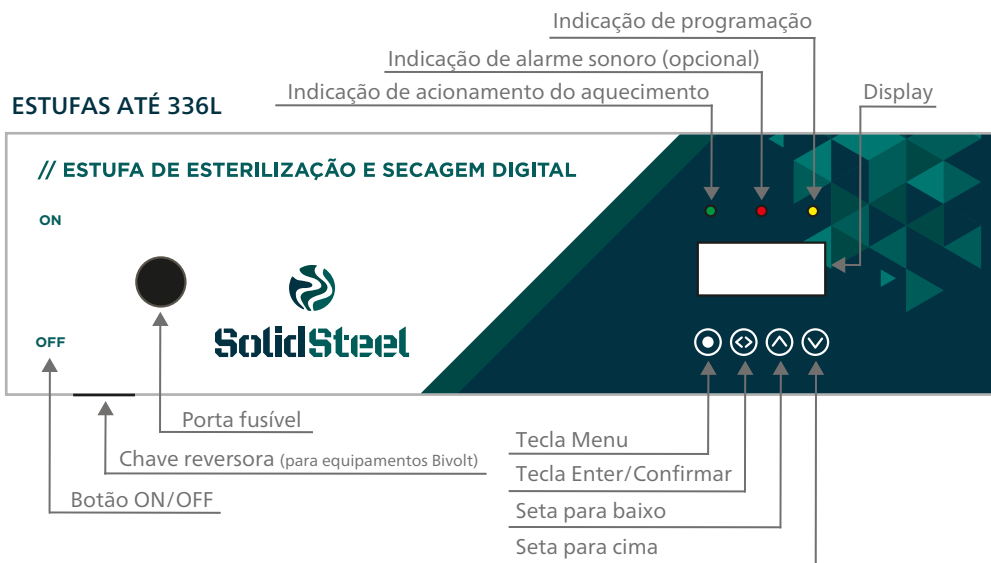 Indicação de programação
Indicação de alarme sonoro (opcional)
Indicação de acionamento do aquecimento
Display
ESTUFAS ATÉ 336L
// ESTUFA DE ESTERILIZAÇÃO E SECAGEM DIGITAL
ON
OFF
SolidSteel
Porta fusível
Chave reversora (para equipamentos Bivolt)
Botão ON/OFF
Tecla Menu
Tecla Enter/Confirmar
Seta para baixo
Seta para cima